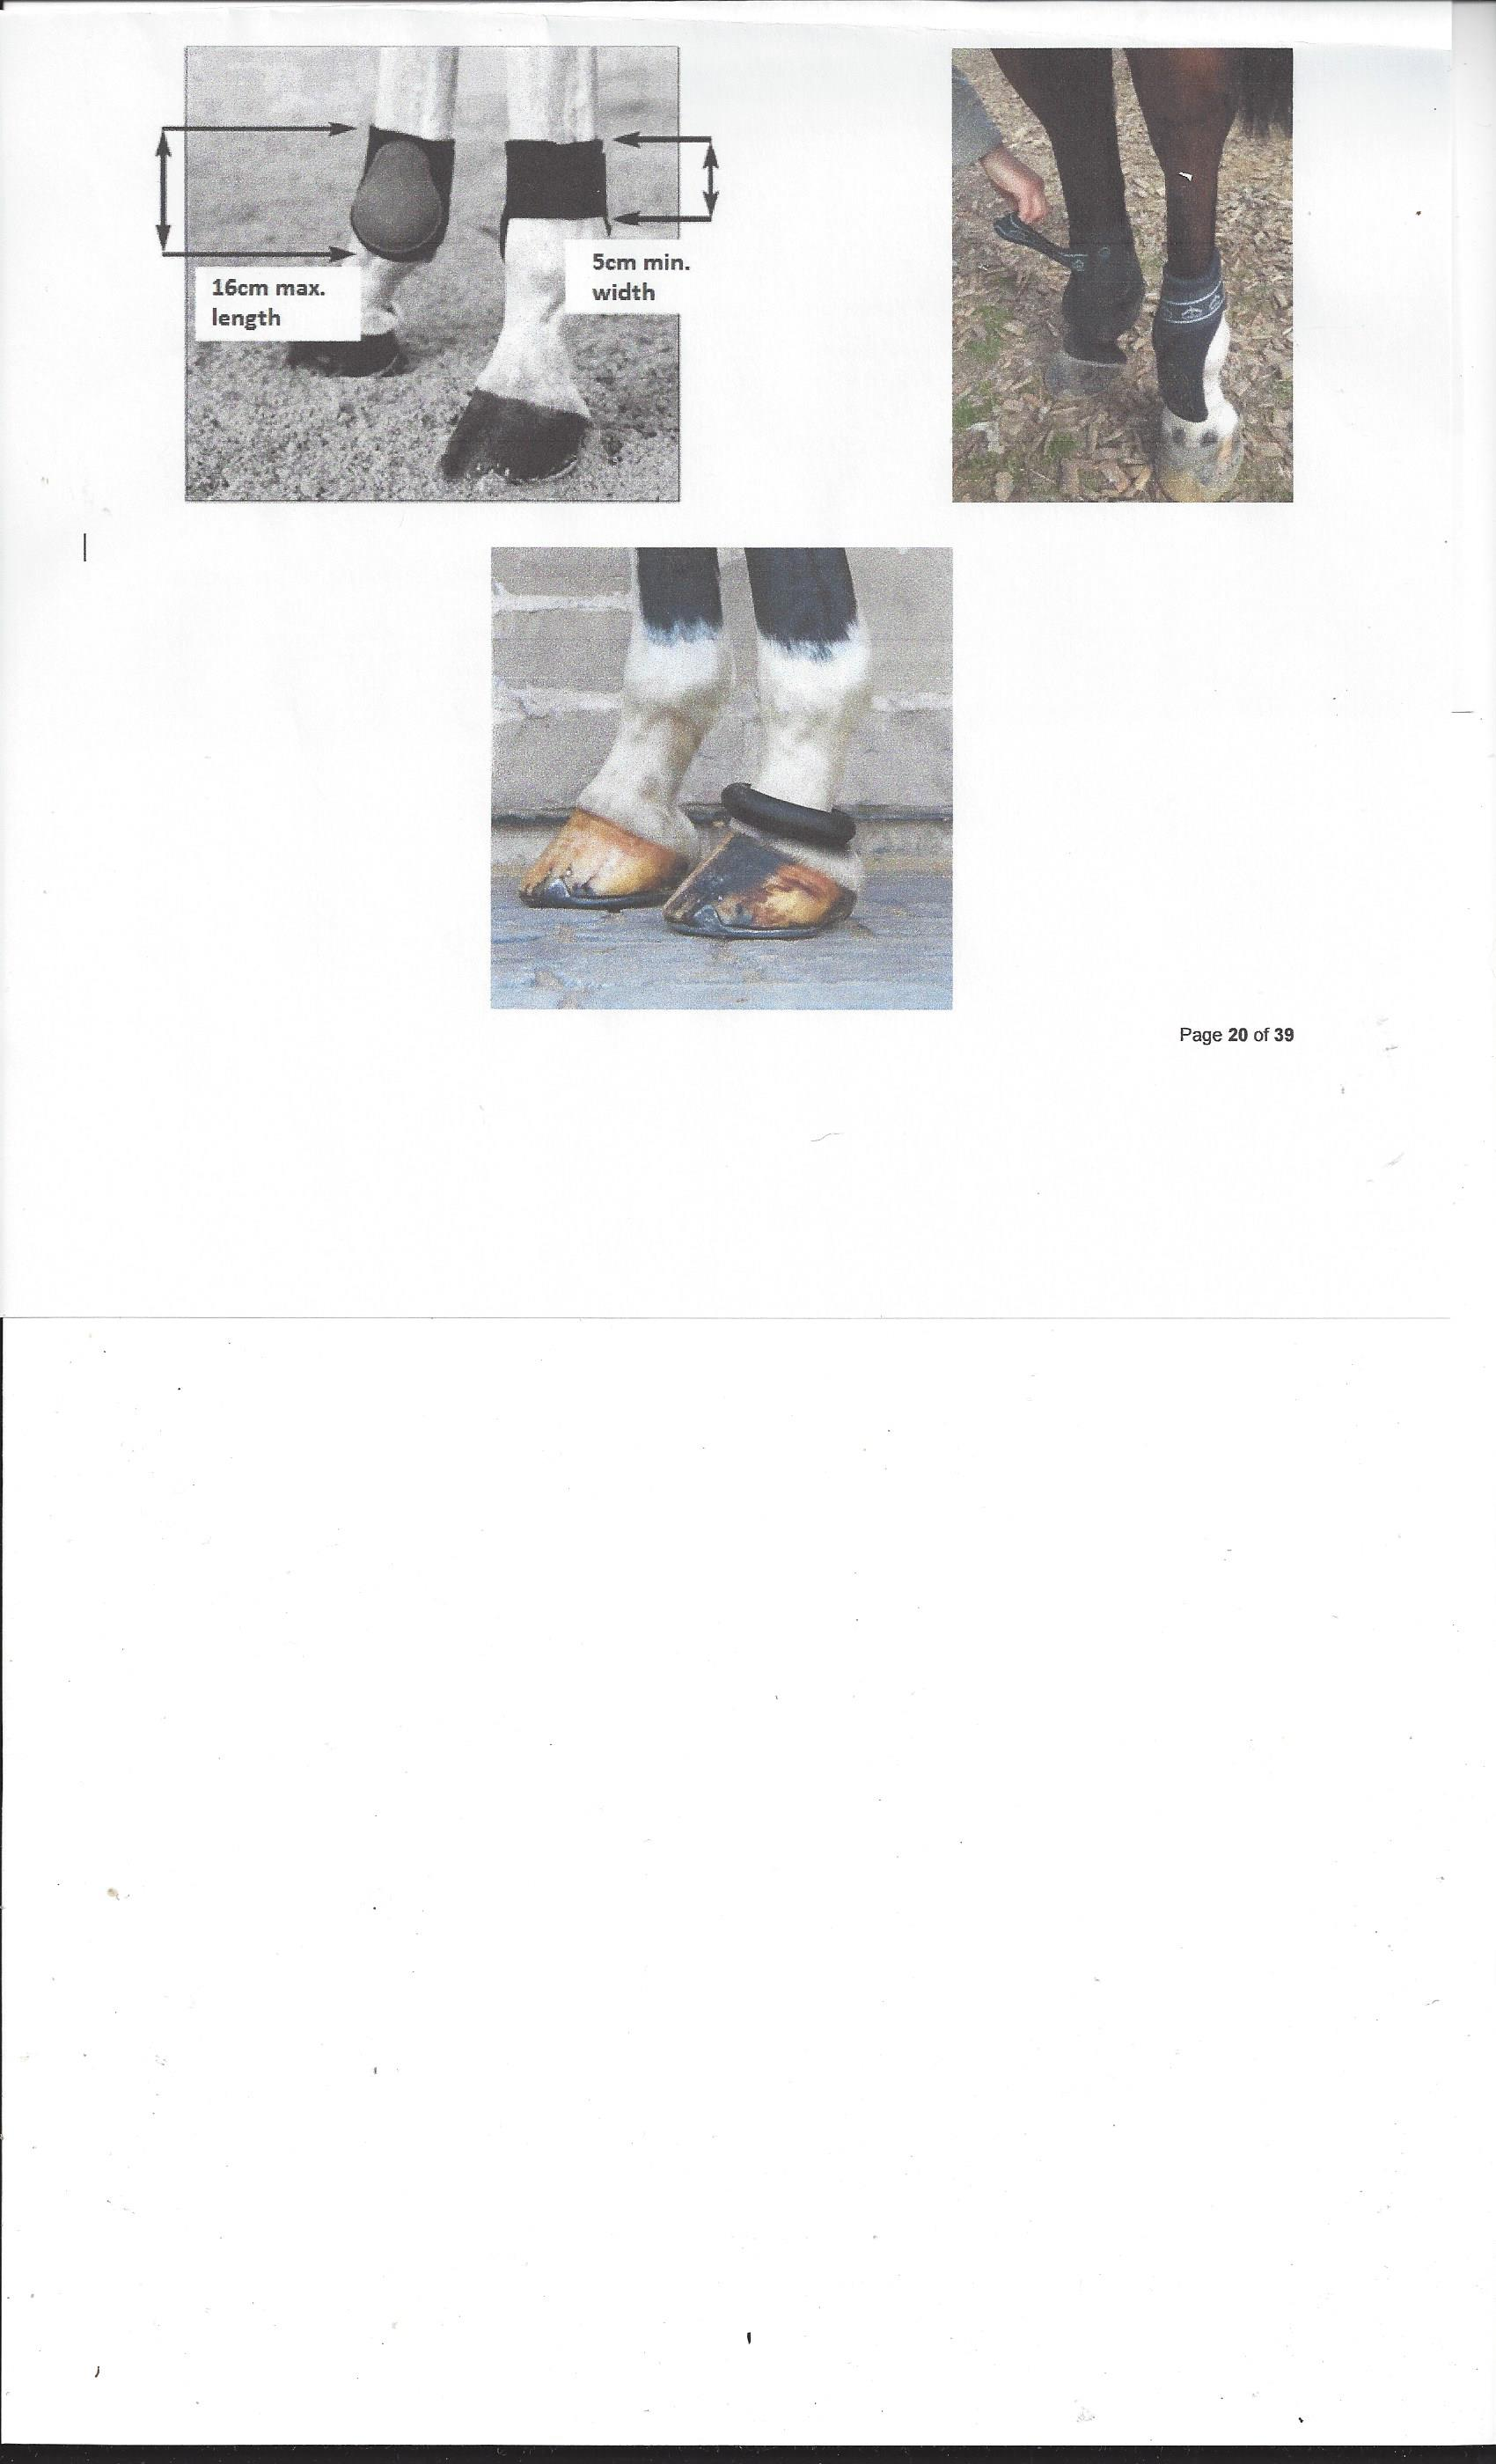 16cm max.
length
5cm min.
width
Page 20 of 39